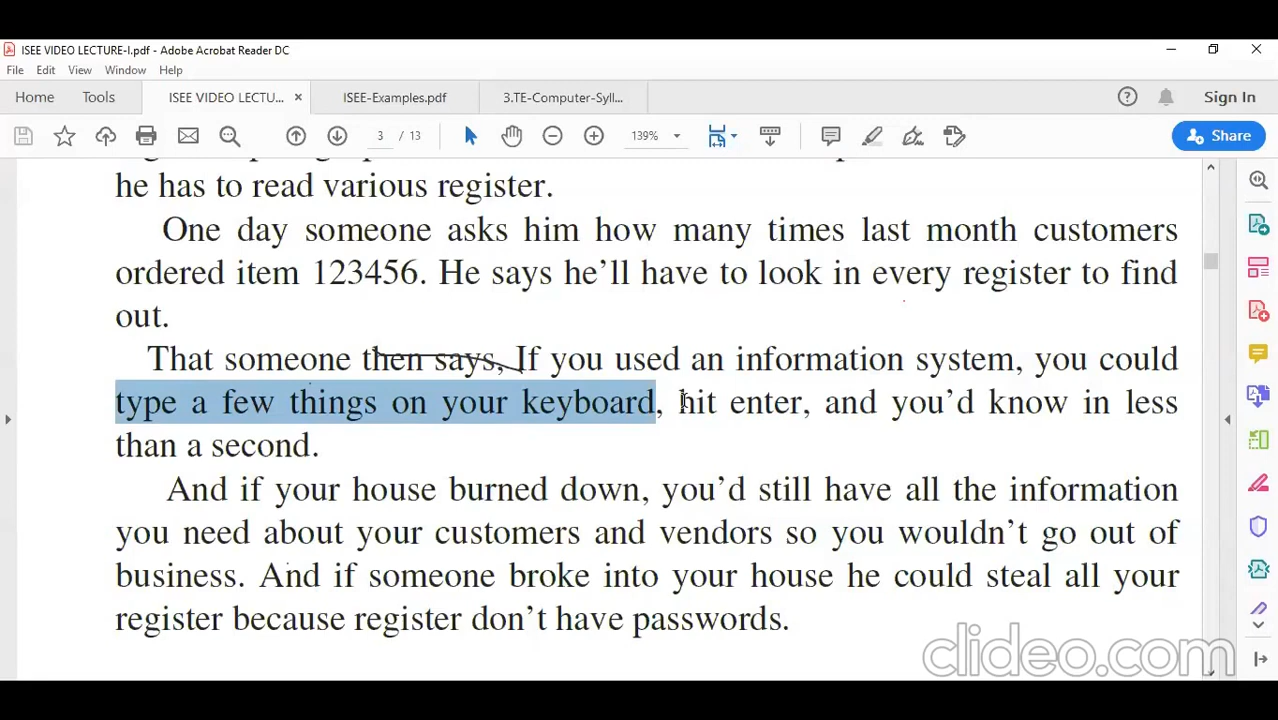 ISEE VIDEO LECTURE-I.pdf - Adobe Acrobat Reader DC
File Edit View Window Help
Home Tools ISEE VIDEO LECTU... × ISEE-Examples.pdf 3.TE-Computer-Syll... Sign In
3 / 13 139% Share
he has to read various register.
One day someone asks him how many times last month customers
ordered item 123456. He says he’ll have to look in every register to find
out.
That someone then says, If you used an information system, you could
type a few things on your keyboard, hit enter, and you’d know in less
than a second.
And if your house burned down, you’d still have all the information
you need about your customers and vendors so you wouldn’t go out of
business. And if someone broke into your house he could steal all your
register because register don’t have passwords.
clideo.com